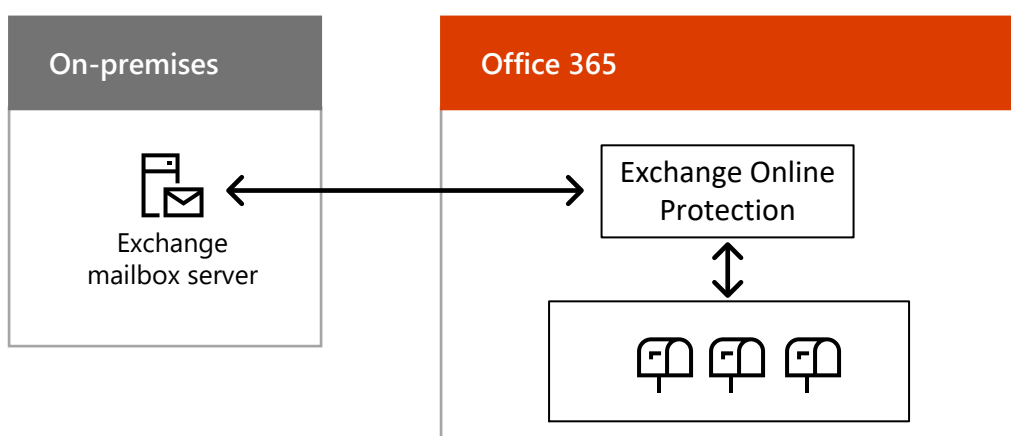 On-premises
Office 365
Exchange Online
Protection
Exchange
mailbox server